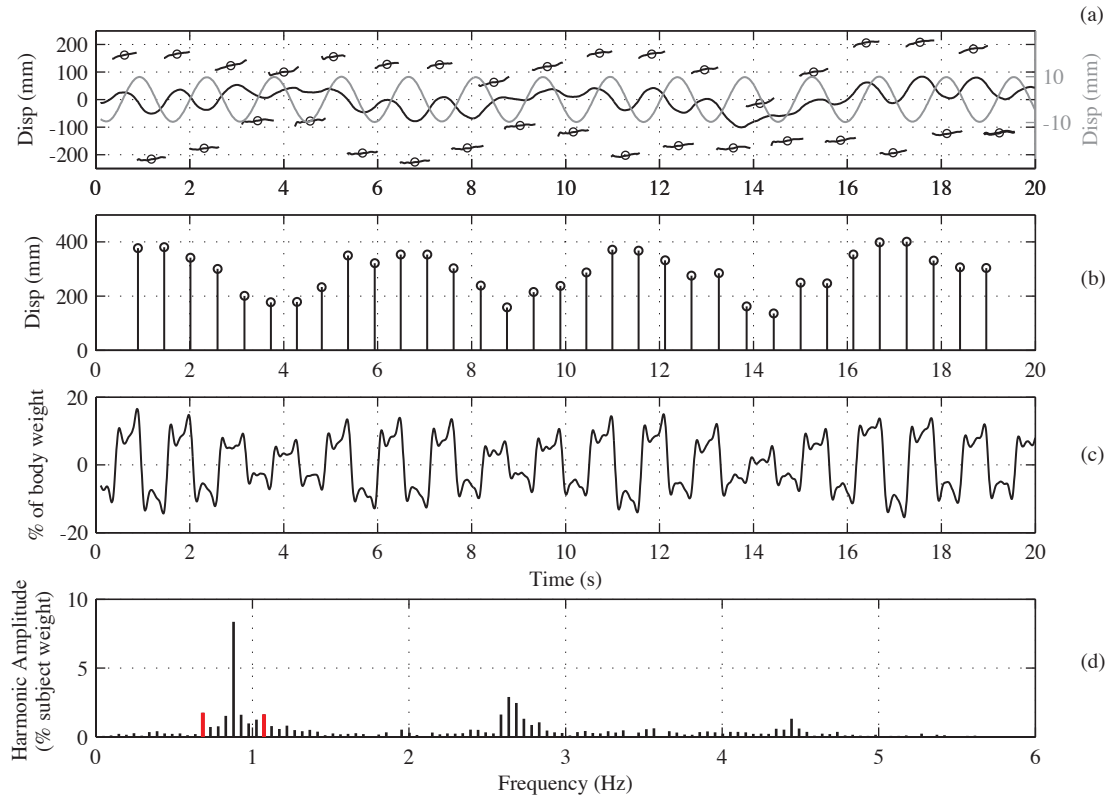 (a)
200
100
0
-100
-200
Disp (mm)
10
-10
Disp (mm)
0 2 4 6 8 10 12 14 16 18 20
400
200
0
Disp (mm)
(b)
0 2 4 6 8 10 12 14 16 18 20
20
0
-20
% of body weight
(c)
0 2 4 6 8 10 12 14 16 18 20
Time (s)
10
5
0
Harmonic Amplitude
(% subject weight)
(d)
0 1 2 3 4 5 6
Frequency (Hz)